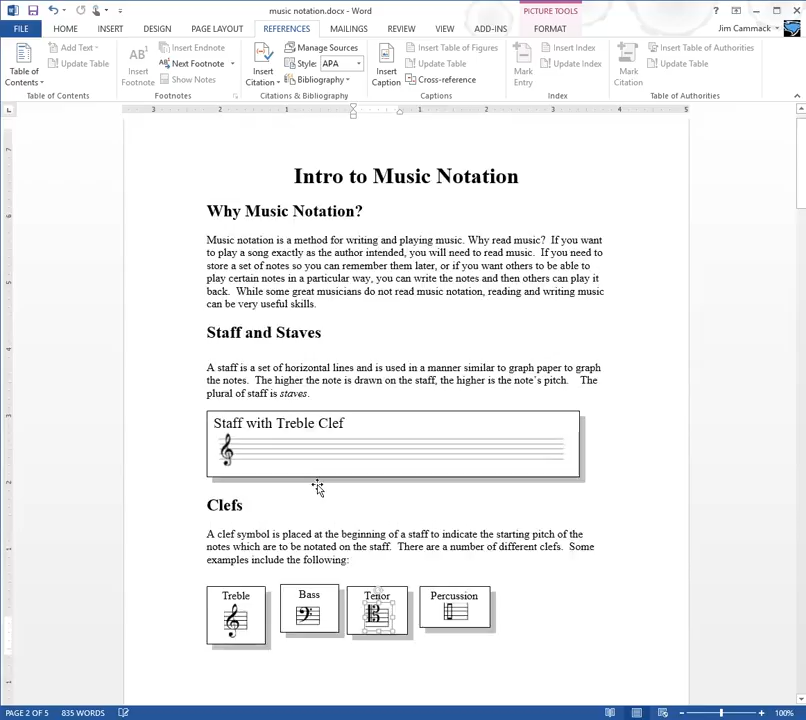 music notation.docx - Word
PICTURE TOOLS
FILE HOME INSERT DESIGN PAGE LAYOUT REFERENCES MAILINGS REVIEW VIEW ADD-INS FORMAT Jim Cammack
Table of Contents
Add Text
Update Table
Table of Contents
AB1
Insert Footnote
Insert Endnote
Next Footnote
Show Notes
Footnotes
Insert Citation
Manage Sources
Style: APA
Bibliography
Citations & Bibliography
Insert Caption
Insert Table of Figures
Update Table
Cross-reference
Captions
Mark Entry
Insert Index
Update Index
Index
Mark Citation
Insert Table of Authorities
Update Table
Table of Authorities
3 2 1 1 2 3 4 5
Intro to Music Notation
Why Music Notation?
Music notation is a method for writing and playing music. Why read music? If you want
to play a song exactly as the author intended, you will need to read music. If you need to
store a set of notes so you can remember them later, or if you want others to be able to
play certain notes in a particular way, you can write the notes and then others can play it
back. While some great musicians do not read music notation, reading and writing music
can be very useful skills.
Staff and Staves
A staff is a set of horizontal lines and is used in a manner similar to graph paper to graph
the notes. The higher the note is drawn on the staff, the higher is the note's pitch. The
plural of staff is staves.
Staff with Treble Clef
Clefs
A clef symbol is placed at the beginning of a staff to indicate the starting pitch of the
notes which are to be notated on the staff. There are a number of different clefs. Some
examples include the following:
Treble Bass Tenor Percussion
PAGE 2 OF 5 835 WORDS 100%